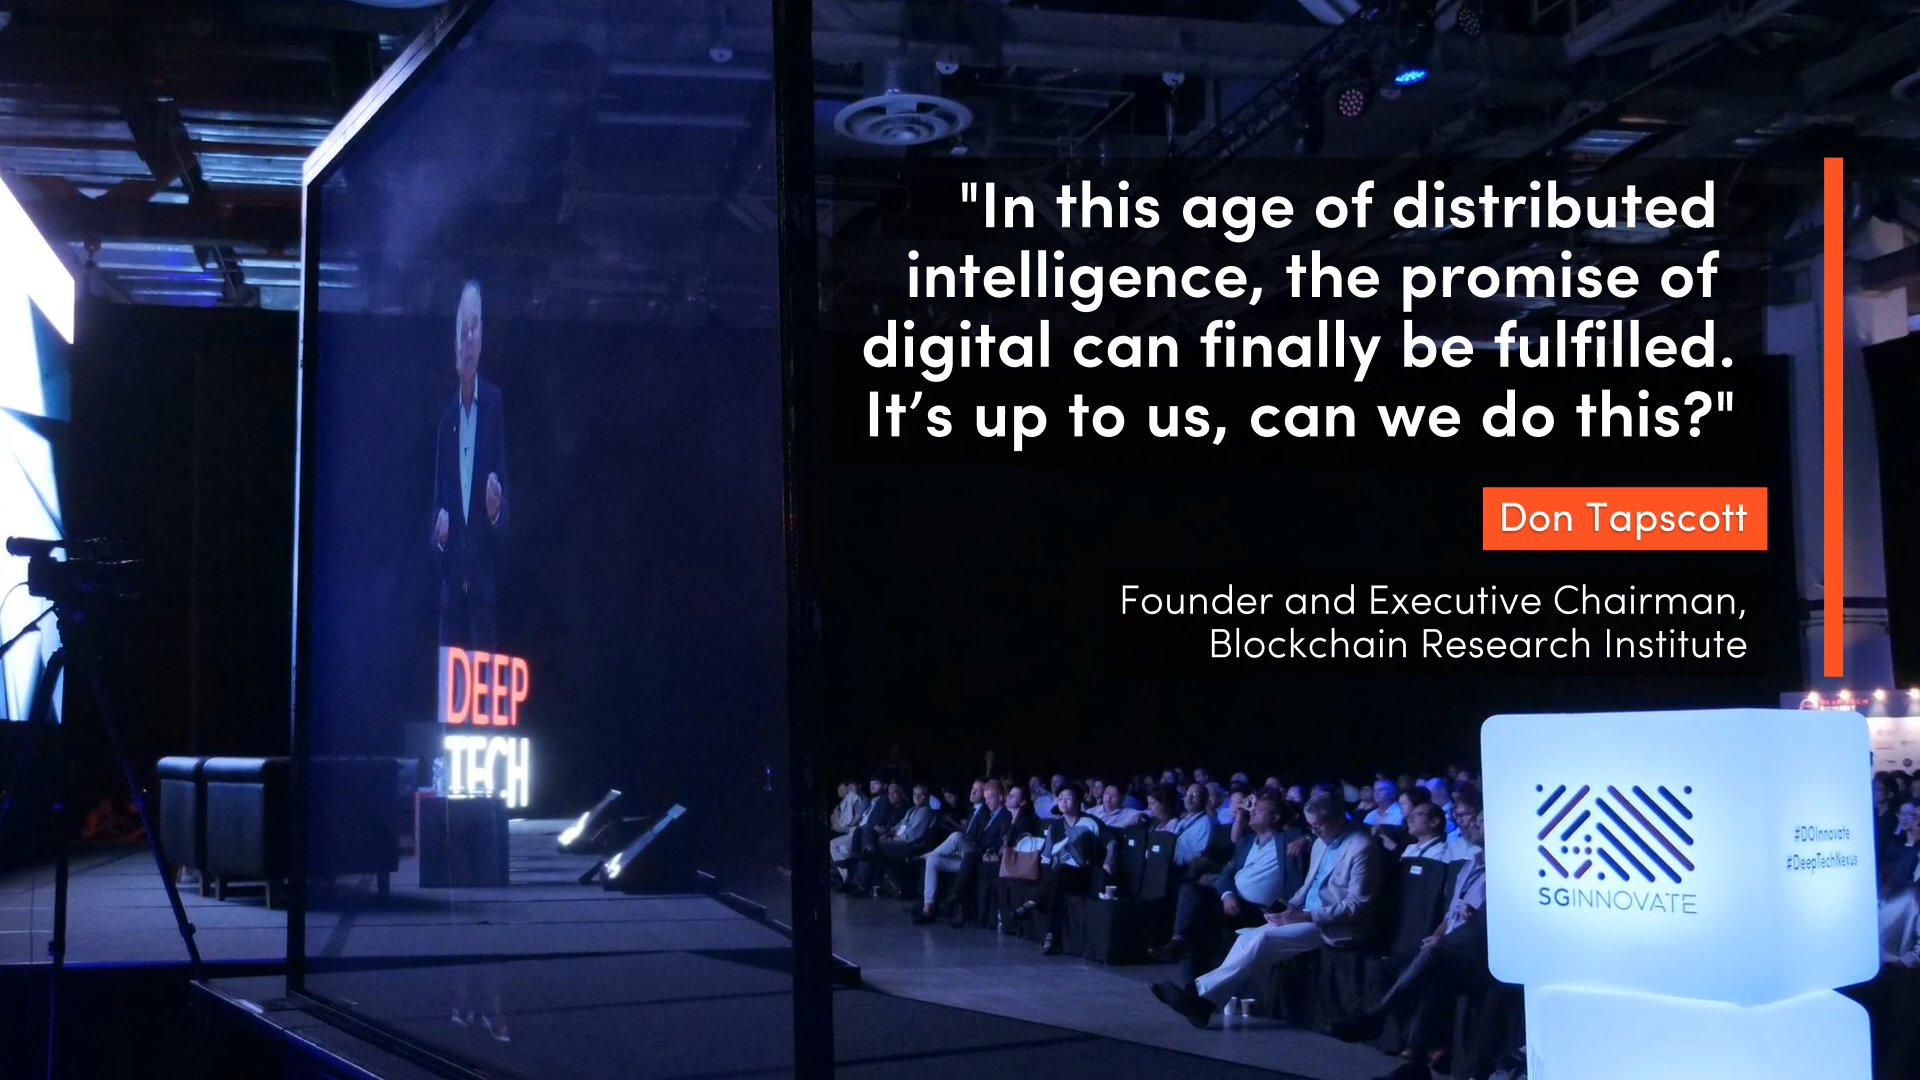 "In this age of distributed
intelligence, the promise of
digital can finally be fulfilled.
It’s up to us, can we do this?"
Don Tapscott
Founder and Executive Chairman,
Blockchain Research Institute
DEEP
TECH
SGINNOVATE
#DOInnovate
#DeepTechNexus